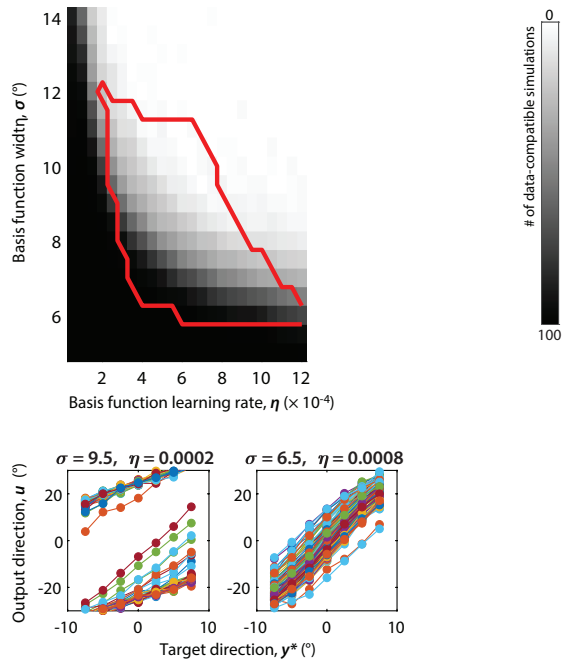 14
12
10
8
6
2 4 6 8 10 12
Basis function width, σ (°)
Basis function learning rate, η (× 10⁻⁴)
0
100
# of data-compatible simulations
σ = 9.5, η = 0.0002
σ = 6.5, η = 0.0008
20
0
-20
20
0
-20
Output direction, u (°)
-10 0 10
-10 0 10
Target direction, y* (°)